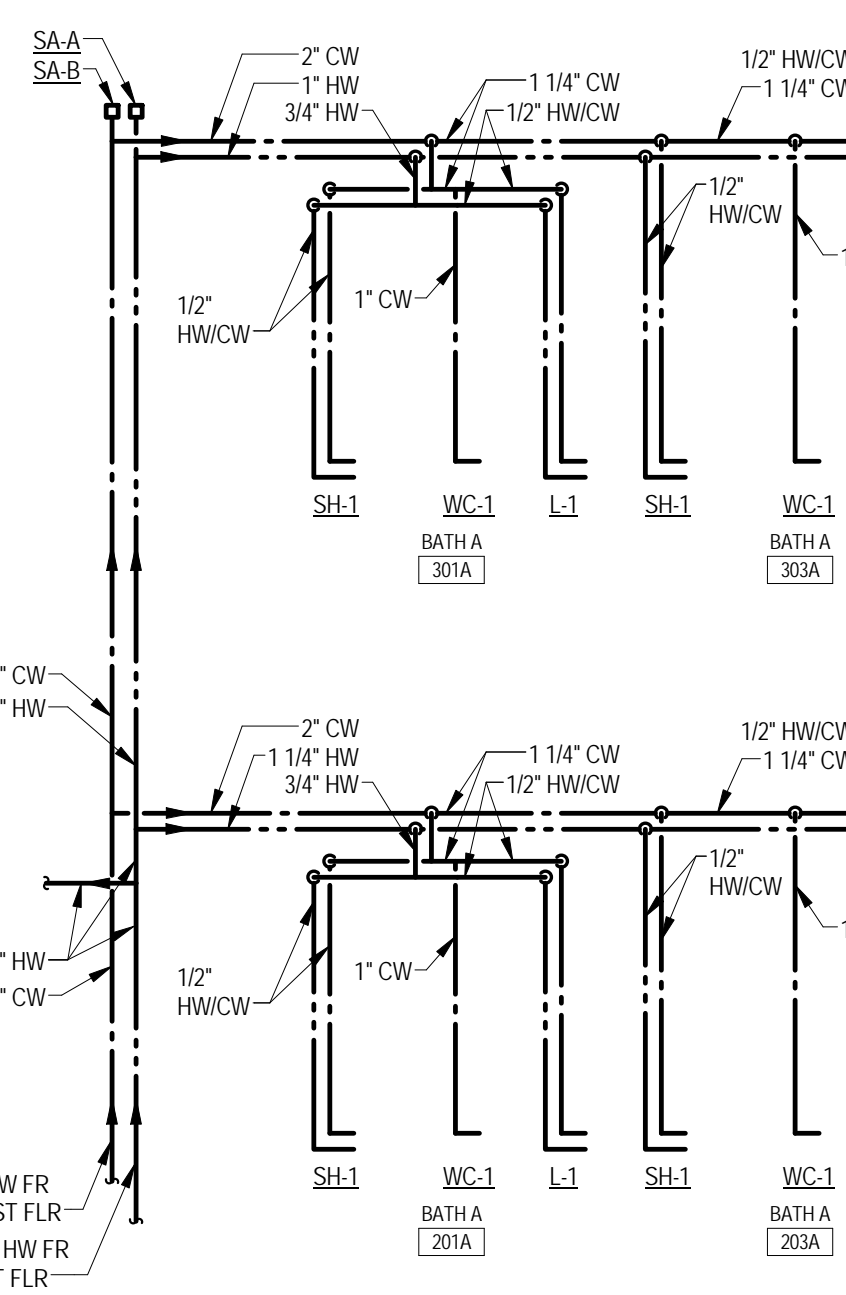 SA-A
SA-B
2" CW
1" HW
3/4" HW
1 1/4" CW
1/2" HW/CW
1/2" HW/CW
1 1/4" CW
1/2"
HW/CW
1/2"
HW/CW
1" CW
SH-1
WC-1
L-1
SH-1
WC-1
BATH A
301A
BATH A
303A
" CW
" HW
2" CW
1 1/4" HW
3/4" HW
1 1/4" CW
1/2" HW/CW
1/2" HW/CW
1 1/4" CW
1/2"
HW/CW
" HW
" CW
1/2"
HW/CW
1" CW
SH-1
WC-1
L-1
SH-1
WC-1
BATH A
201A
BATH A
203A
W FR
ST FLR
HW FR
T FLR